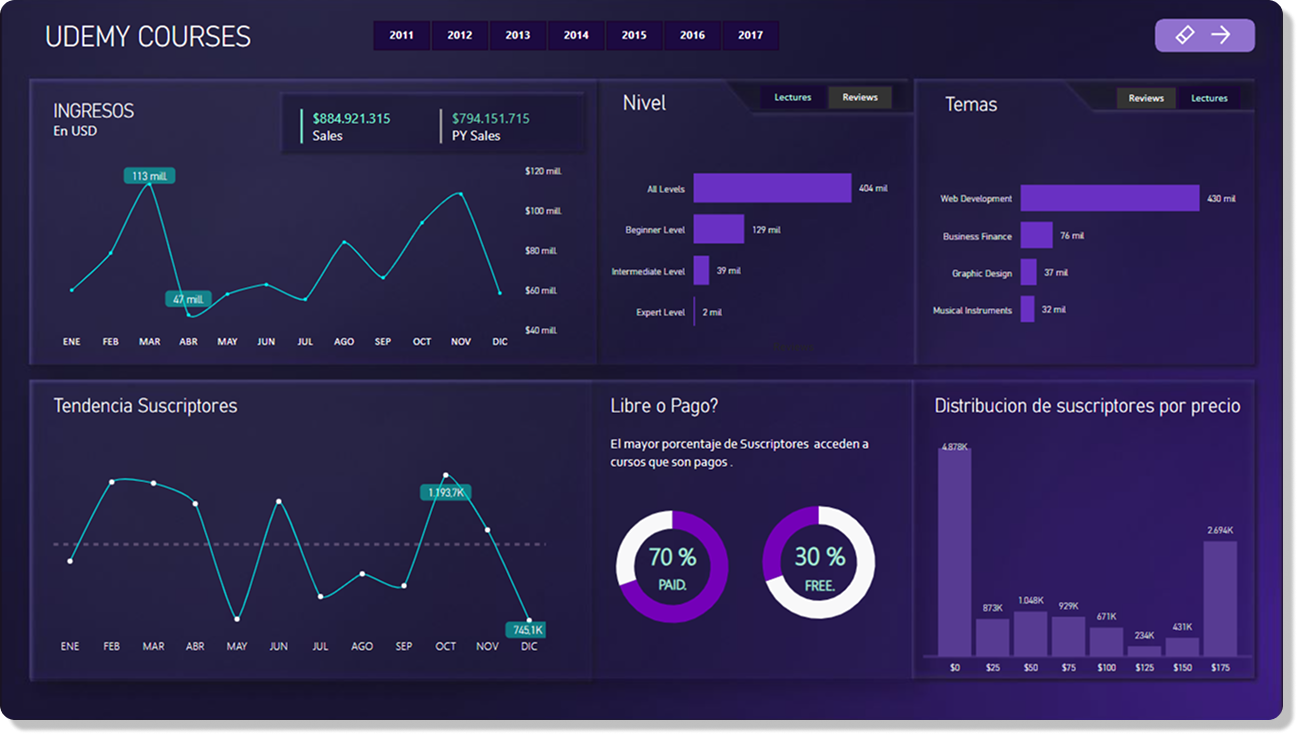 UDEMY COURSES
2011 2012 2013 2014 2015 2016 2017
INGRESOS
En USD
$884.921.315
Sales
$794.151.715
PY Sales
113 mill.
47 mill.
$120 mill.
$100 mill.
$80 mill.
$60 mill.
$40 mill.
ENE FEB MAR ABR MAY JUN JUL AGO SEP OCT NOV DIC
Nivel
Lectures Reviews
All Levels 404 mil
Beginner Level 129 mil
Intermediate Level 39 mil
Expert Level 2 mil
Temas
Reviews Lectures
Web Development 430 mil
Business Finance 76 mil
Graphic Design 37 mil
Musical Instruments 32 mil
Tendencia Suscriptores
1.193,7K
745,1K
ENE FEB MAR ABR MAY JUN JUL AGO SEP OCT NOV DIC
Libre o Pago?
El mayor porcentaje de Suscriptores acceden a
cursos que son pagos .
70 %
PAID.
30 %
FREE.
Distribucion de suscriptores por precio
4.878K 873K 1.048K 929K 671K 234K 431K 2.694K
$0 $25 $50 $75 $100 $125 $150 $175